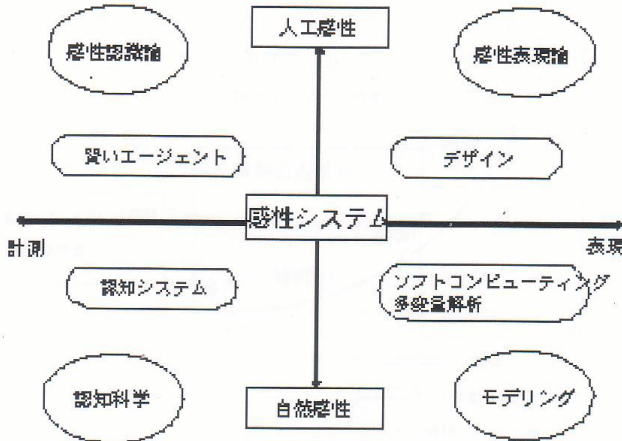 人工感性
感性認識論
感性表現論
賢いエージェント
デザイン
感性システム
計測
表現
認知システム
ソフトコンピューティング
多変量解析
認知科学
自然感性
モデリング